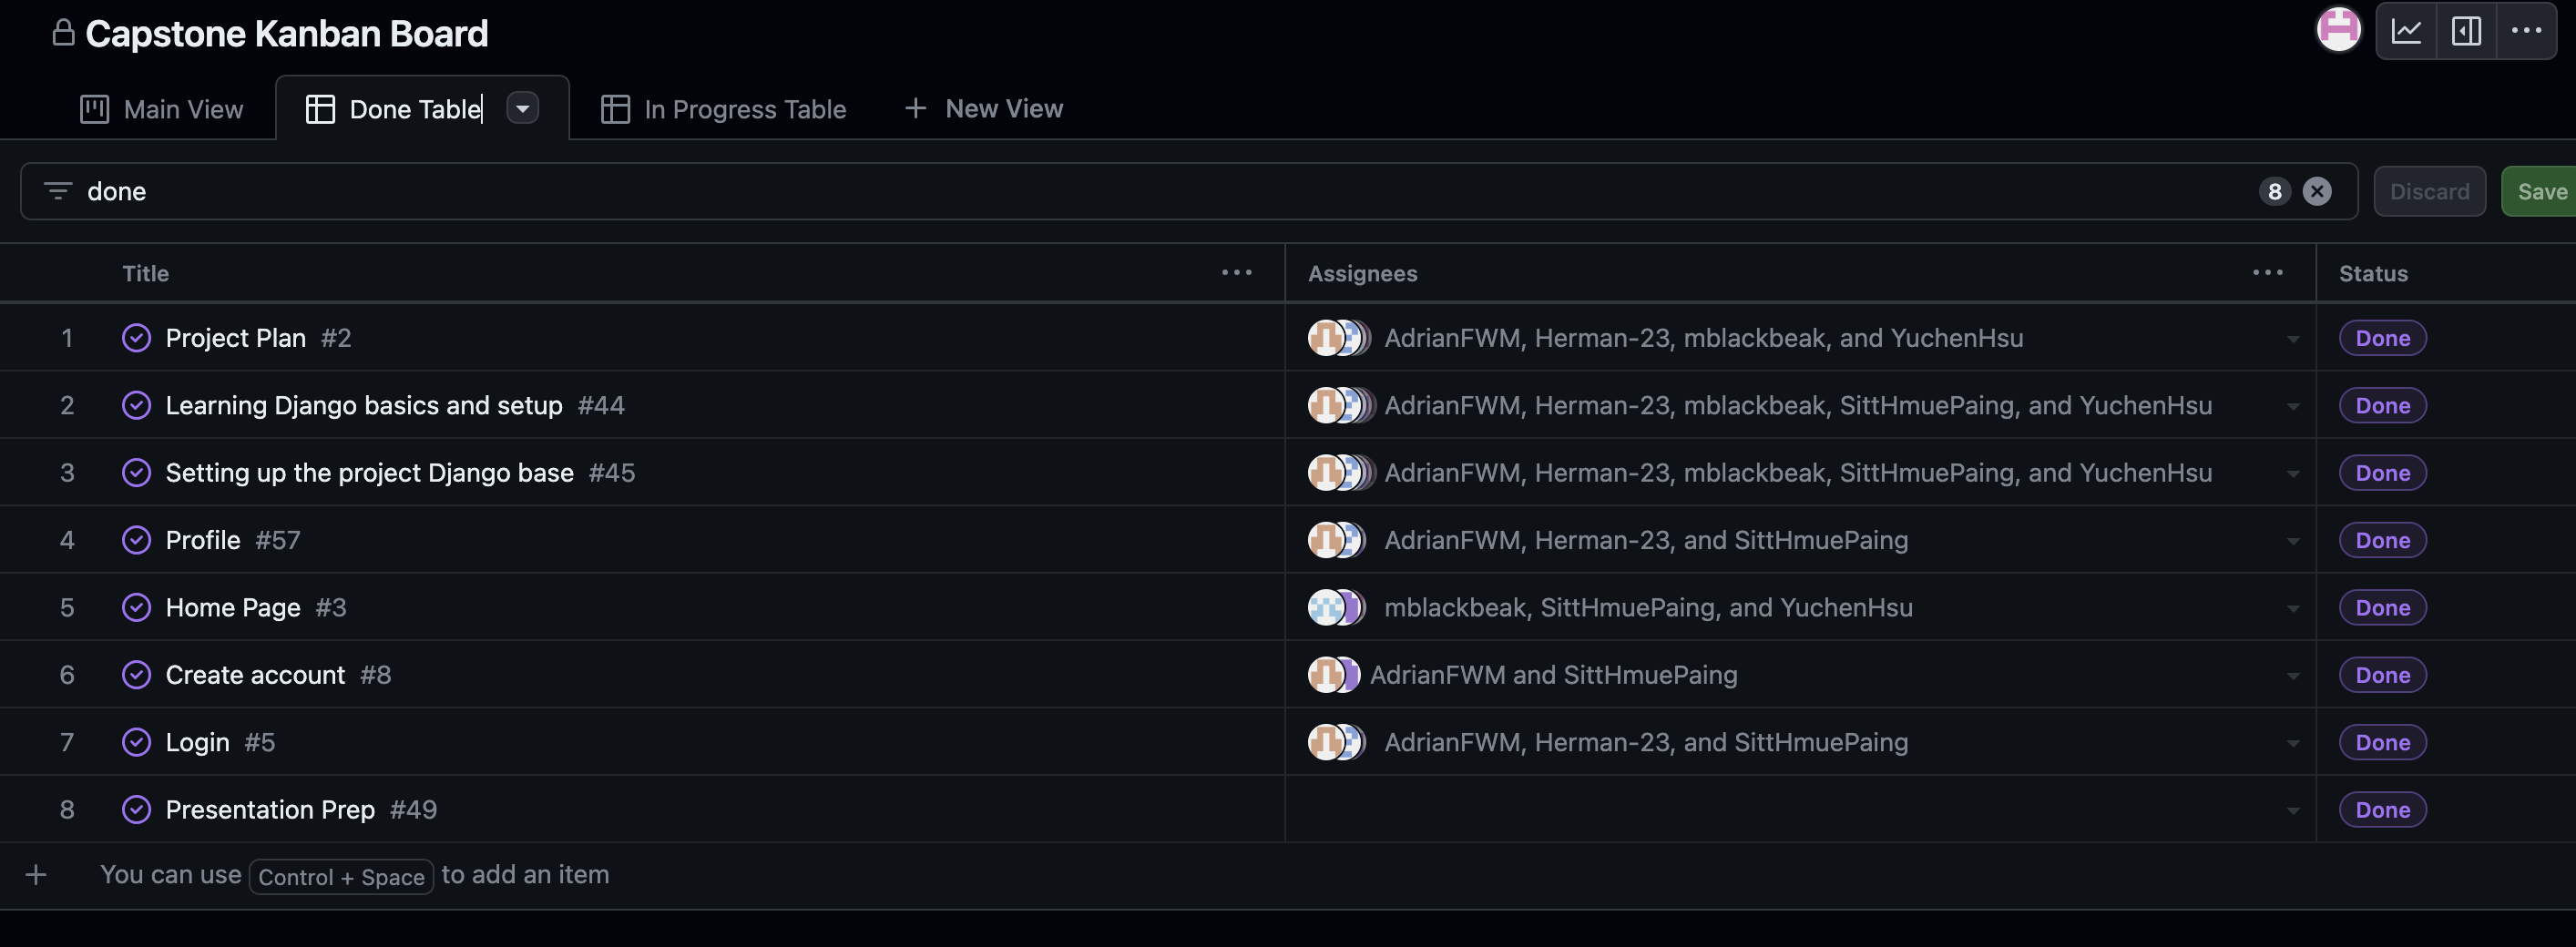 Capstone Kanban Board
Main View
Done Table
In Progress Table
New View
done
8
Discard
Save
Title
Assignees
Status
1 Project Plan #2 AdrianFWM, Herman-23, mblackbeak, and YuchenHsu Done
2 Learning Django basics and setup #44 AdrianFWM, Herman-23, mblackbeak, SittHmuePaing, and YuchenHsu Done
3 Setting up the project Django base #45 AdrianFWM, Herman-23, mblackbeak, SittHmuePaing, and YuchenHsu Done
4 Profile #57 AdrianFWM, Herman-23, and SittHmuePaing Done
5 Home Page #3 mblackbeak, SittHmuePaing, and YuchenHsu Done
6 Create account #8 AdrianFWM and SittHmuePaing Done
7 Login #5 AdrianFWM, Herman-23, and SittHmuePaing Done
8 Presentation Prep #49 Done
You can use Control + Space to add an item